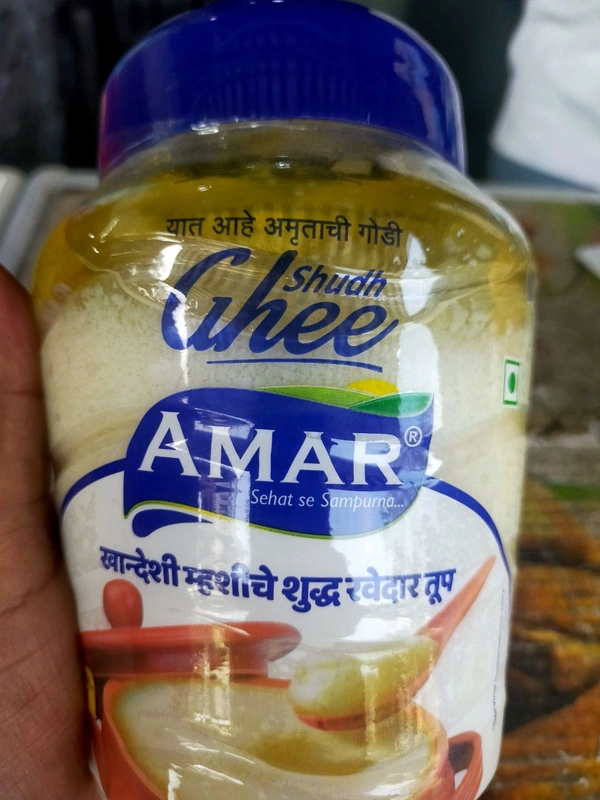 यात आहे अमृताची गोडी
Shudh
Ghee
AMAR®
Sehat se Sampurna...
खान्देशी म्हशीचे शुद्ध रवेदार तूप